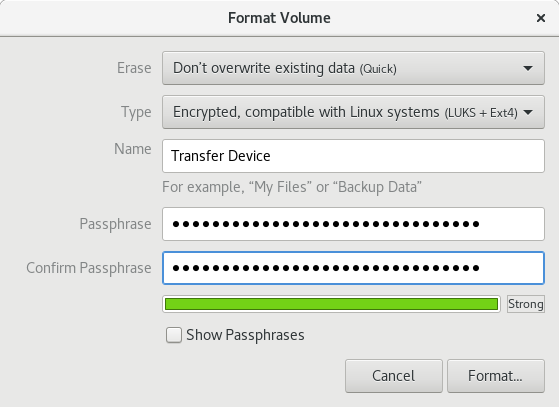 Format Volume
Erase Don't overwrite existing data (Quick)
Type Encrypted, compatible with Linux systems (LUKS + Ext4)
Name Transfer Device
For example, “My Files” or “Backup Data”
Passphrase ●●●●●●●●●●●●●●●●●●●●●●●●●●●●●●●
Confirm Passphrase ●●●●●●●●●●●●●●●●●●●●●●●●●●●●●●●
Strong
Show Passphrases
Cancel Format...